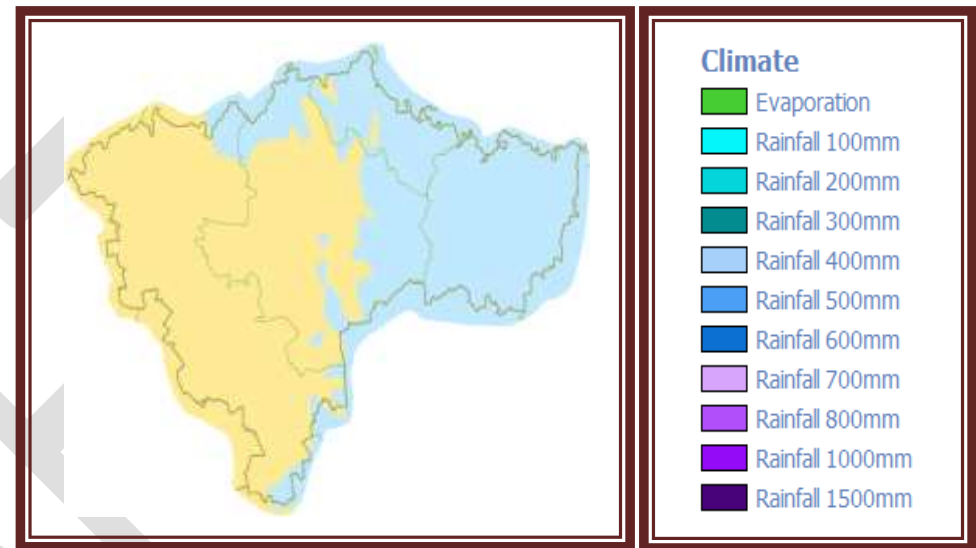 Climate
Evaporation
Rainfall 100mm
Rainfall 200mm
Rainfall 300mm
Rainfall 400mm
Rainfall 500mm
Rainfall 600mm
Rainfall 700mm
Rainfall 800mm
Rainfall 1000mm
Rainfall 1500mm